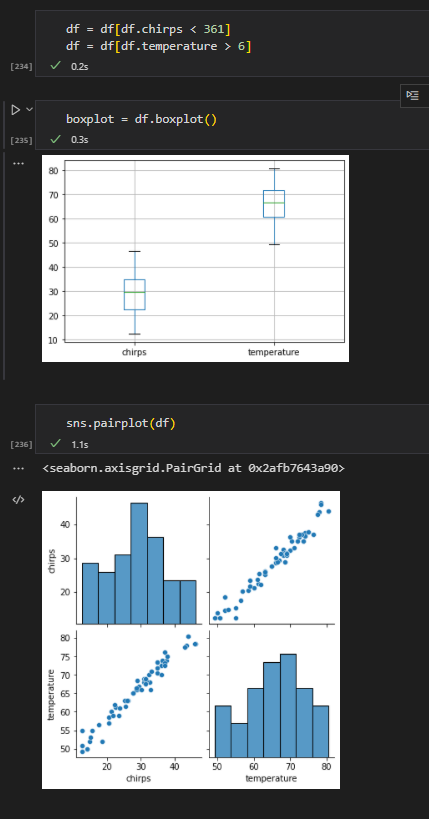 df = df[df.chirps < 361]
df = df[df.temperature > 6]
[234]
0.2s
boxplot = df.boxplot()
[235]
0.3s
...
80
70
60
50
40
30
20
10
chirps
temperature
sns.pairplot(df)
[236]
1.1s
...
<seaborn.axisgrid.PairGrid at 0x2afb7643a90>
</>
chirps
40
30
20
temperature
80
75
70
65
60
55
50
20
30
40
chirps
50
60
70
80
temperature